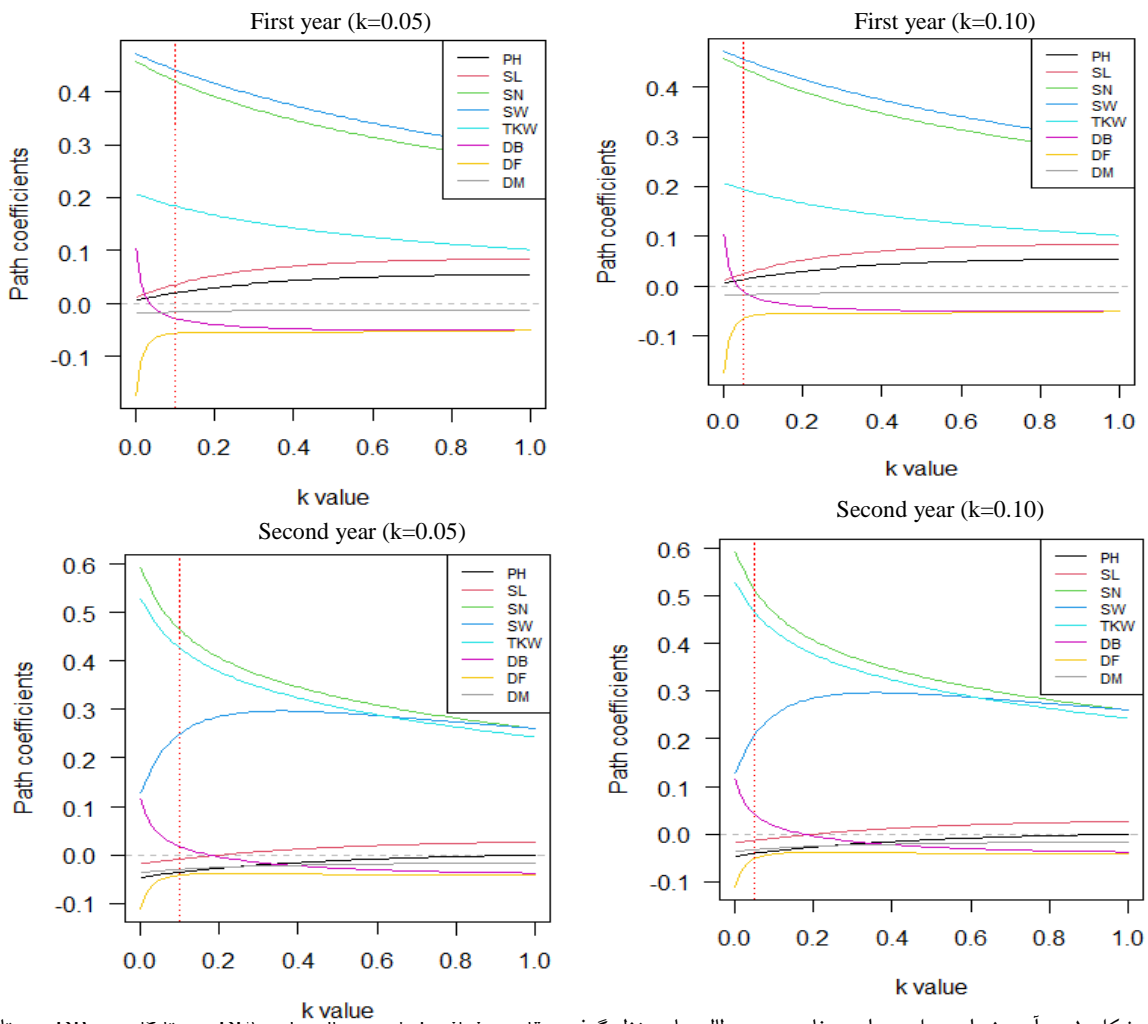 First year (k=0.05)
PH
SL
SN
SW
TKW
DB
DF
DM
0.4
0.3
0.2
0.1
0.0
-0.1
Path coefficients
0.0 0.2 0.4 0.6 0.8 1.0
k value
First year (k=0.10)
PH
SL
SN
SW
TKW
DB
DF
DM
0.4
0.3
0.2
0.1
0.0
-0.1
Path coefficients
0.0 0.2 0.4 0.6 0.8 1.0
k value
Second year (k=0.05)
PH
SL
SN
SW
TKW
DB
DF
DM
0.6
0.5
0.4
0.3
0.2
0.1
0.0
-0.1
Path coefficients
0.0 0.2 0.4 0.6 0.8 1.0
k value
Second year (k=0.10)
PH
SL
SN
SW
TKW
DB
DF
DM
0.6
0.5
0.4
0.3
0.2
0.1
0.0
-0.1
Path coefficients
0.0 0.2 0.4 0.6 0.8 1.0
k value